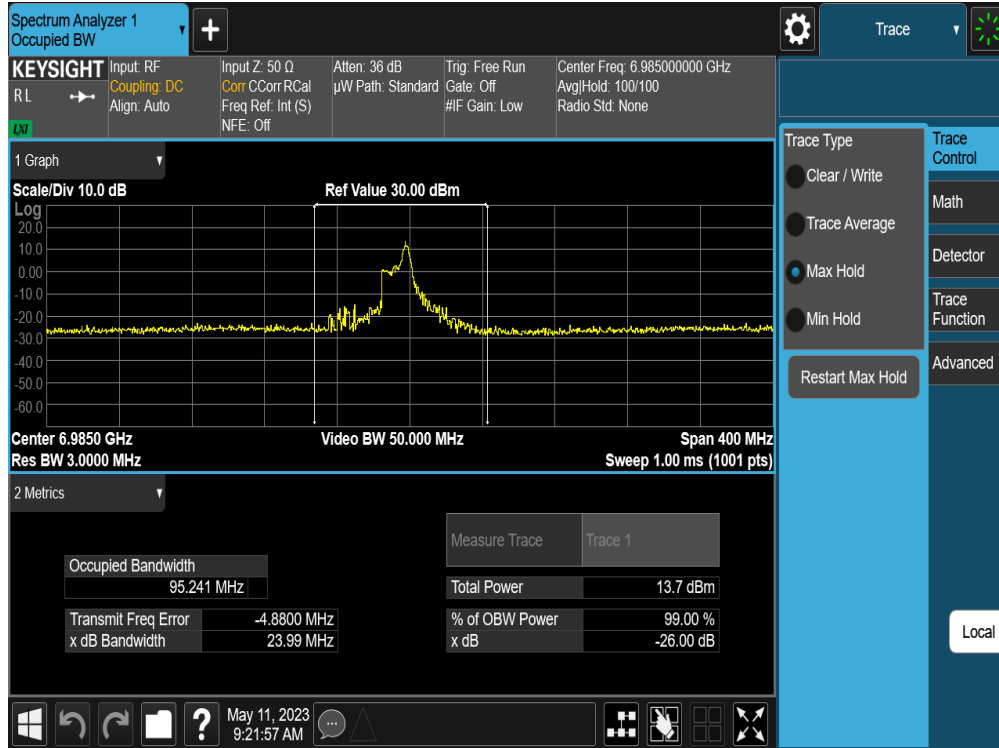 Spectrum Analyzer 1
Occupied BW
Trace
KEYSIGHT
R L
LXI
Input: RF
Coupling: DC
Align: Auto
Input Z: 50 Ω
Corr CCorr RCal
Freq Ref: Int (S)
NFE: Off
Atten: 36 dB
µW Path: Standard
Trig: Free Run
Gate: Off
#IF Gain: Low
Center Freq: 6.985000000 GHz
Avg|Hold: 100/100
Radio Std: None
1 Graph
Scale/Div 10.0 dB
Ref Value 30.00 dBm
Log
20.0
10.0
0.00
-10.0
-20.0
-30.0
-40.0
-50.0
-60.0
Center 6.9850 GHz
Video BW 50.000 MHz
Span 400 MHz
Res BW 3.0000 MHz
Sweep 1.00 ms (1001 pts)
2 Metrics
Measure Trace
Trace 1
Occupied Bandwidth
95.241 MHz
Total Power
13.7 dBm
Transmit Freq Error
-4.8800 MHz
% of OBW Power
99.00 %
x dB Bandwidth
23.99 MHz
x dB
-26.00 dB
Trace Type
Clear / Write
Trace Average
Max Hold
Min Hold
Restart Max Hold
Trace
Control
Math
Detector
Trace
Function
Advanced
Local
May 11, 2023
9:21:57 AM